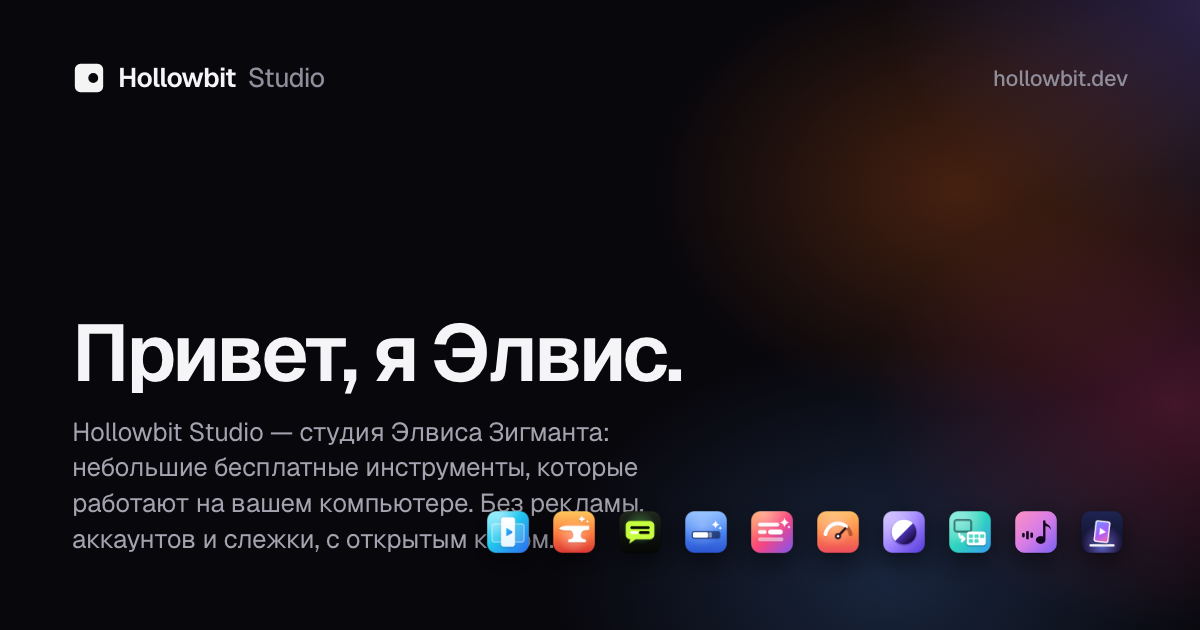 Hollowbit Studio
hollowbit.dev
Привет, я Элвис.
Hollowbit Studio — студия Элвиса Зигманта:
небольшие бесплатные инструменты, которые
работают на вашем компьютере. Без рекламы,
аккаунтов и слежки, с открытым